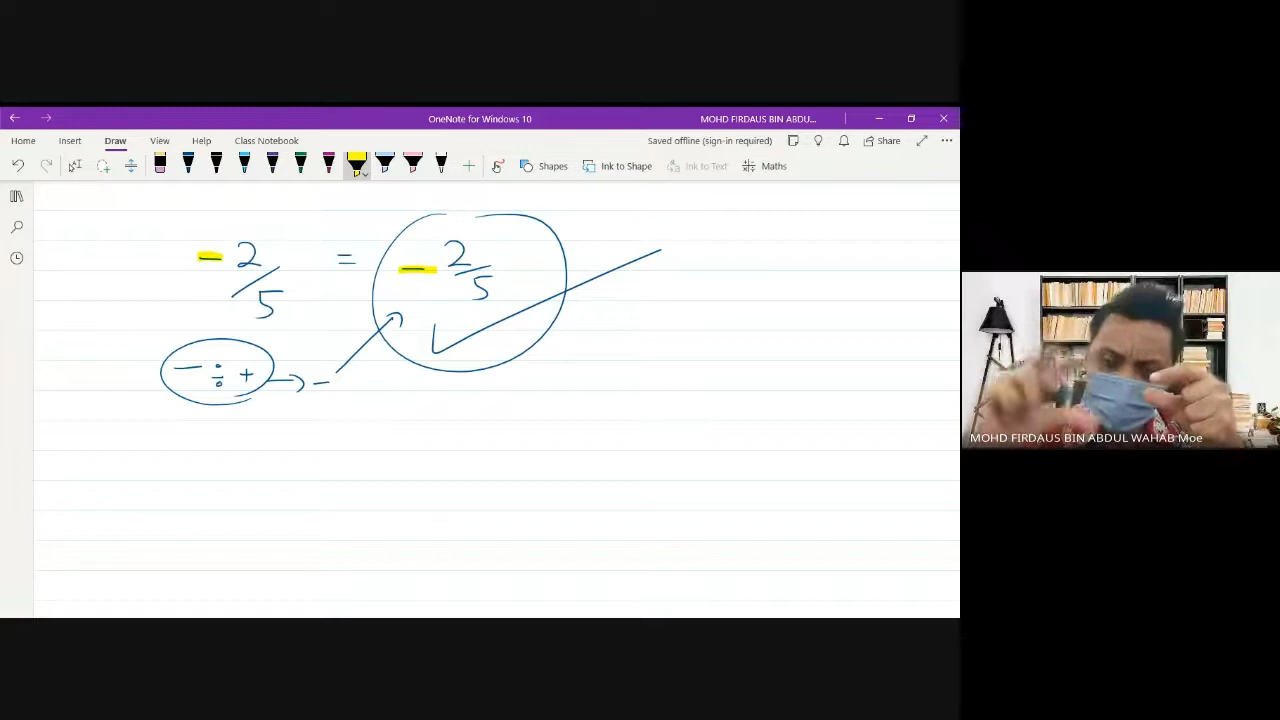 OneNote for Windows 10
MOHD FIRDAUS BIN ABDU...
Home Insert Draw View Help Class Notebook
Saved offline (sign-in required)
Share
Shapes Ink to Shape Ink to Text Maths
- 2/5 = - 2/5
- ÷ + → -
MOHD FIRDAUS BIN ABDUL WAHAB Moe